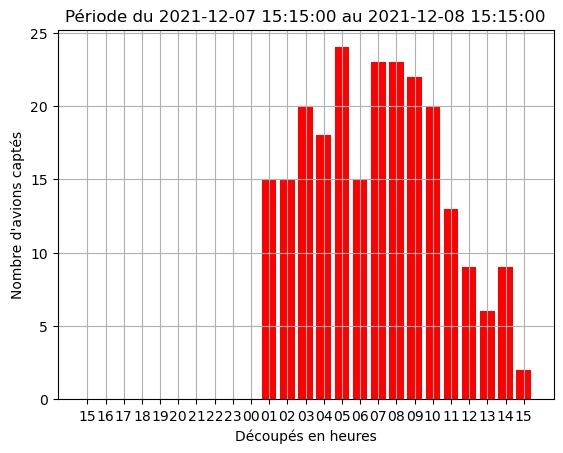 Période du 2021-12-07 15:15:00 au 2021-12-08 15:15:00
Nombre d'avions captés
25
20
15
10
5
0
15 16 17 18 19 20 21 22 23 00 01 02 03 04 05 06 07 08 09 10 11 12 13 14 15
Découpés en heures